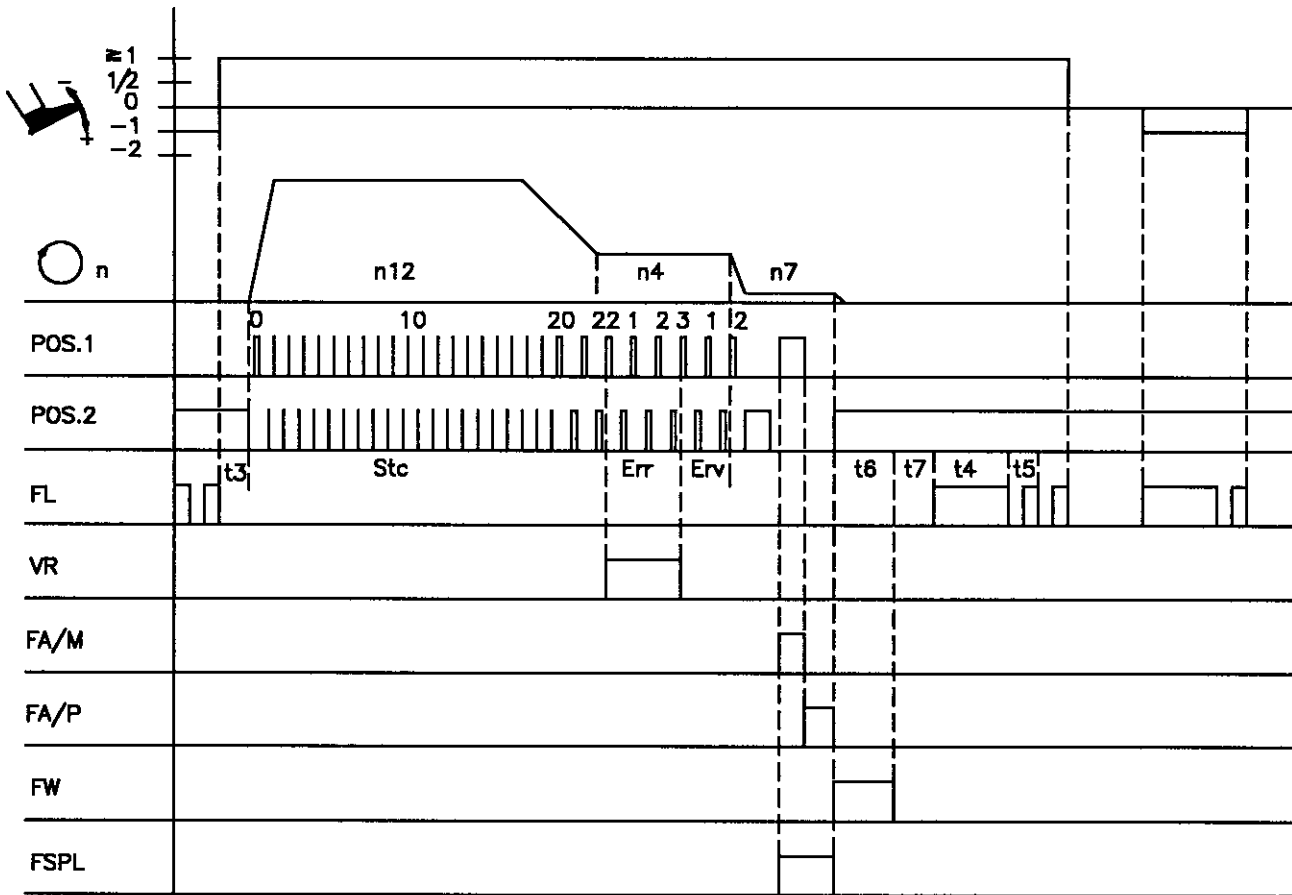 ≥1
1/2
0
-1
-2
- +
n
n12 n4 n7
0 10 20 22 1 2 3 1 2
POS.1
POS.2
t3 Stc Err Erv t6 t7 t4 t5
FL
VR
FA/M
FA/P
FW
FSPL